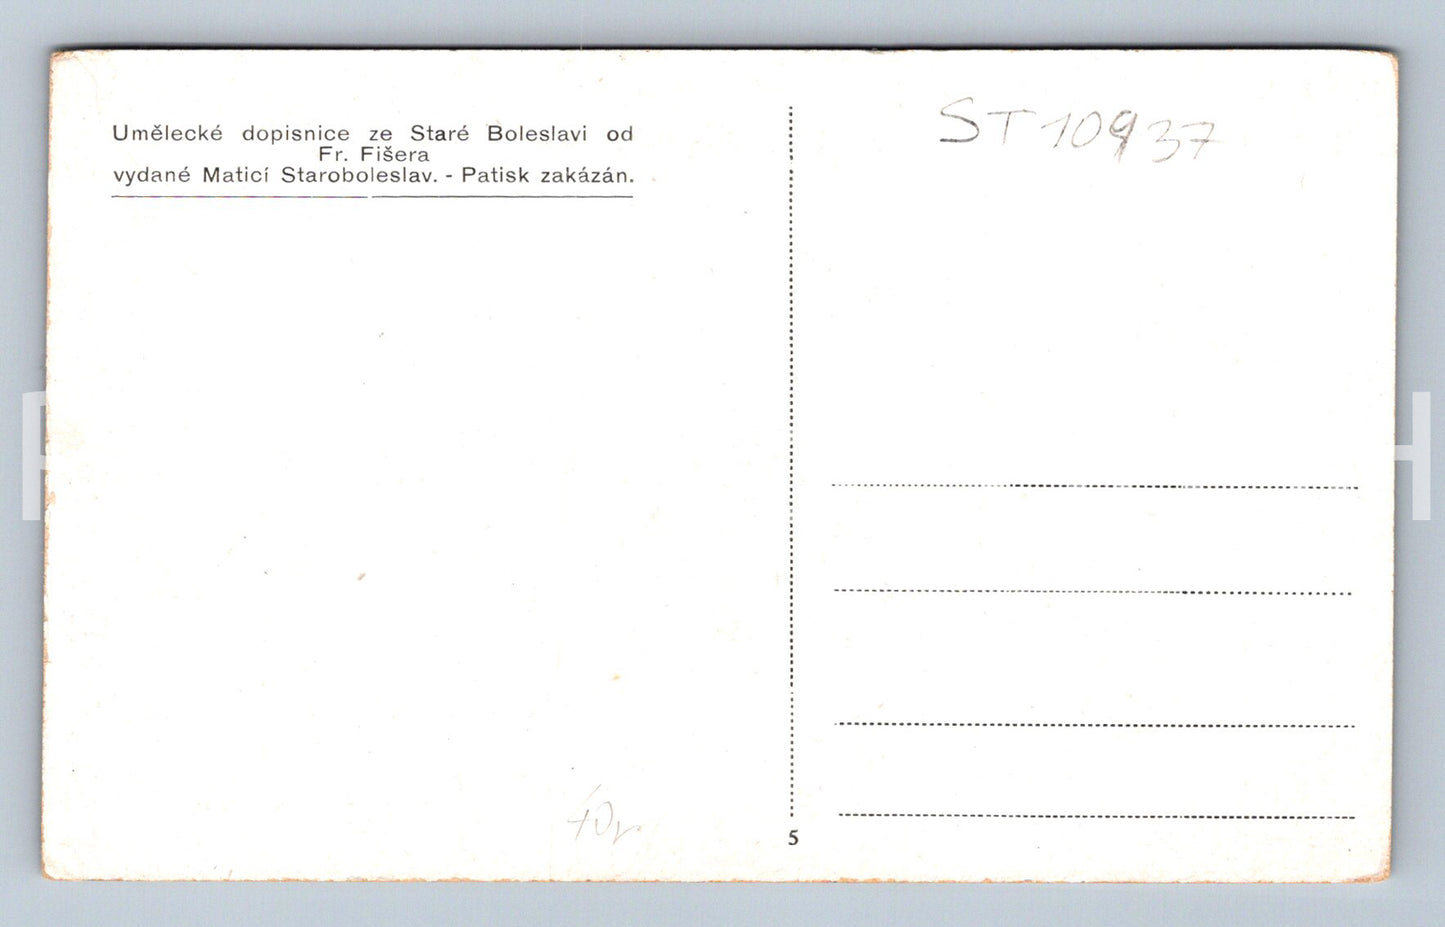 Umělecké dopisnice ze Staré Boleslavi od
Fr. Fišera
vydané Maticí Staroboleslav. - Patisk zakázán.
ST 10937
5